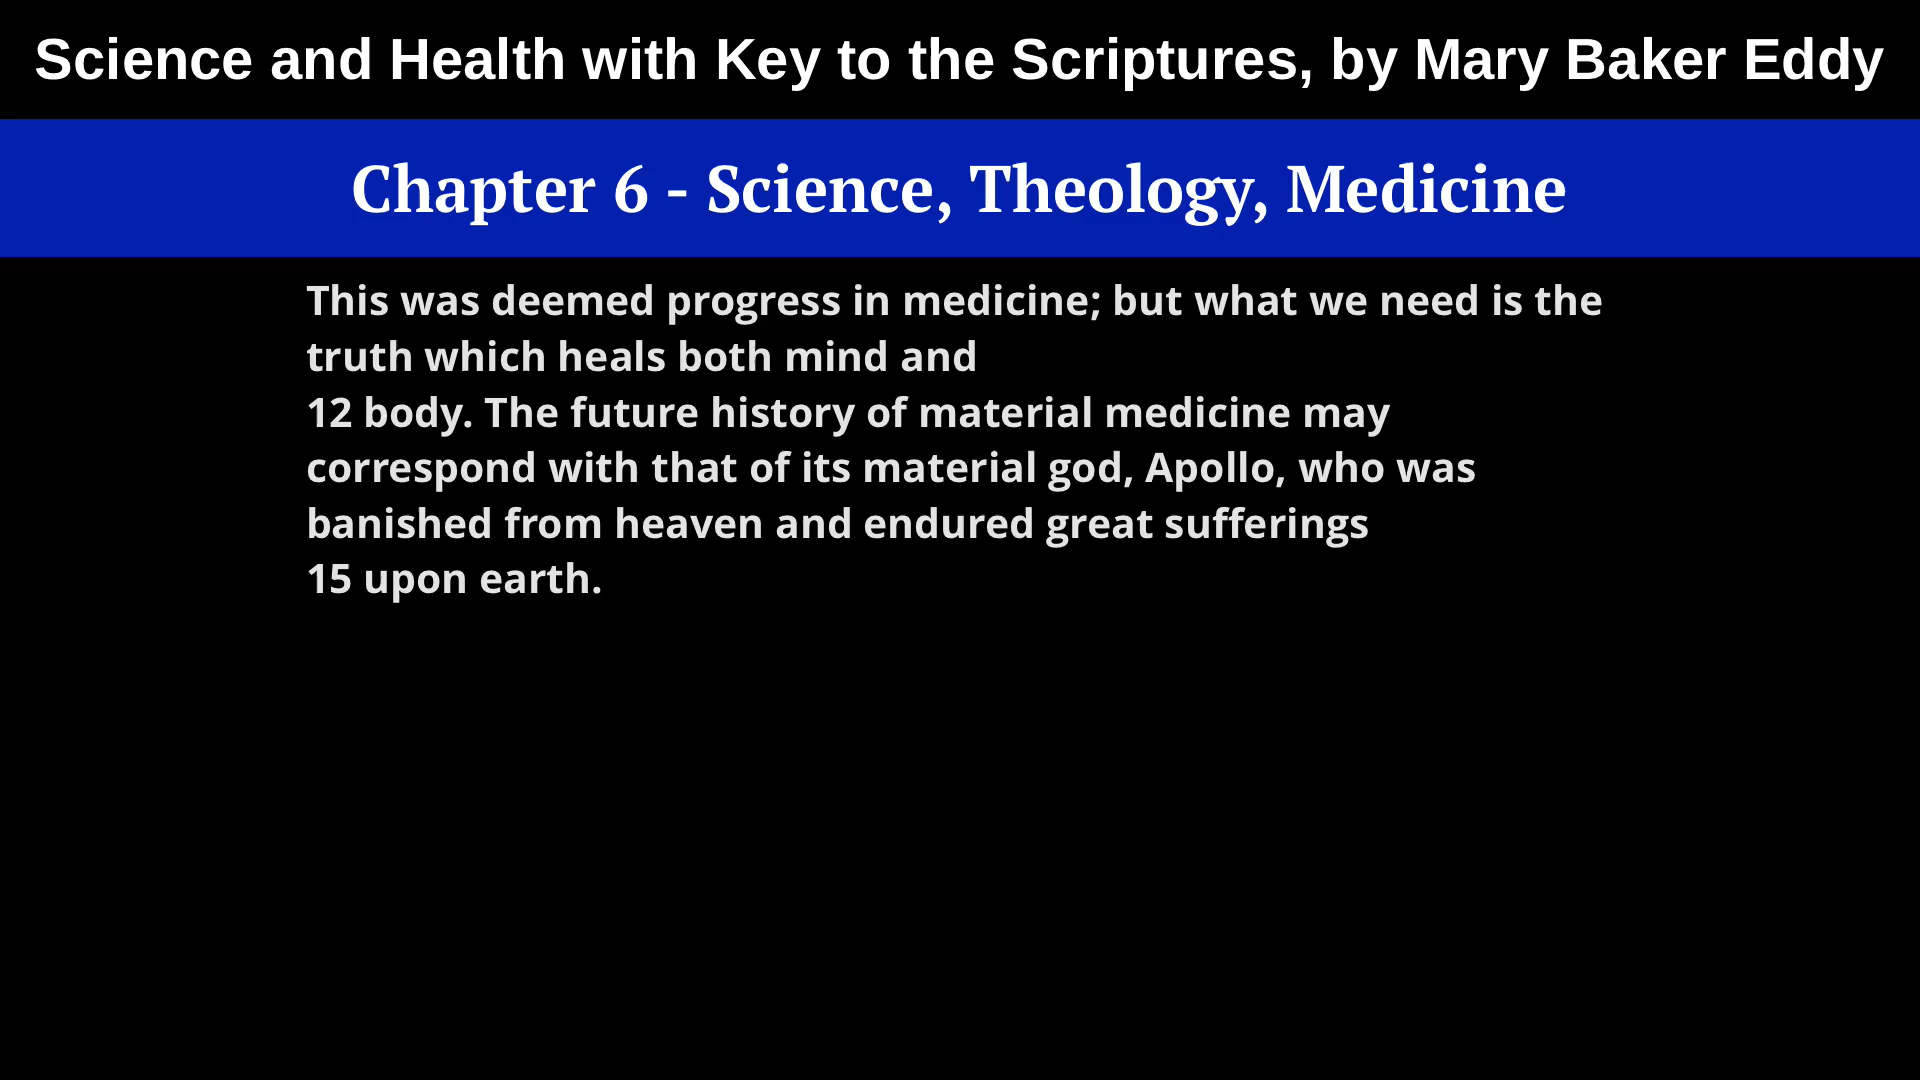 Science and Health with Key to the Scriptures, by Mary Baker Eddy
Chapter 6 - Science, Theology, Medicine
This was deemed progress in medicine; but what we need is the
truth which heals both mind and
12 body. The future history of material medicine may
correspond with that of its material god, Apollo, who was
banished from heaven and endured great sufferings
15 upon earth.